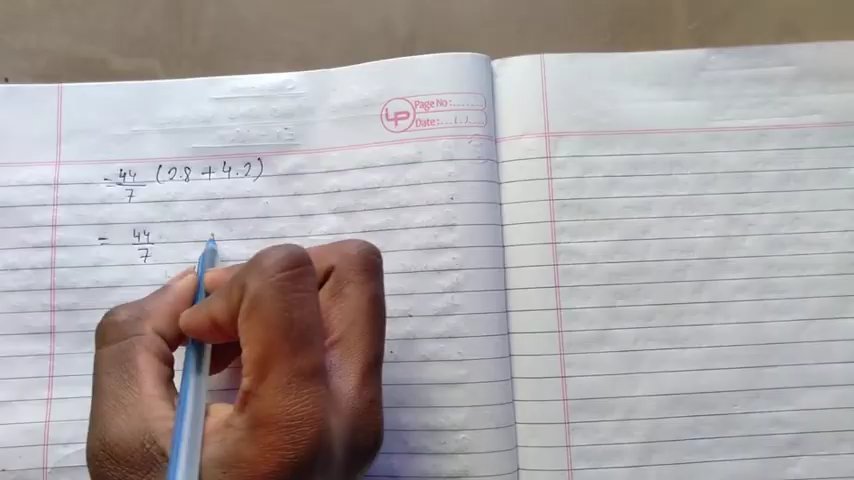 LP Page No:......
Date:.../.../...
= 44/7 (2.8 + 4.2)
= 44/7